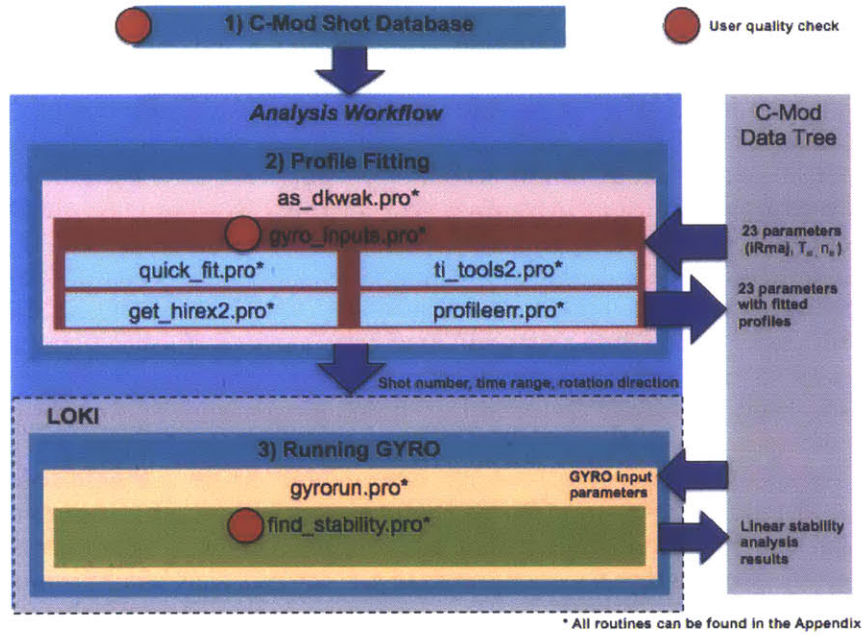 1) C-Mod Shot Database
User quality check
Analysis Workflow
C-Mod
Data Tree
2) Profile Fitting
as_dkwak.pro*
gyro_inputs.pro*
quick_fit.pro*
ti_tools2.pro*
get_hirex2.pro*
profileerr.pro*
23 parameters
(iRmaj, Te, ne)
23 parameters
with fitted
profiles
Shot number, time range, rotation direction
LOKI
3) Running GYRO
gyrorun.pro*
GYRO input
parameters
find_stability.pro*
Linear stability
analysis
results
* All routines can be found in the Appendix